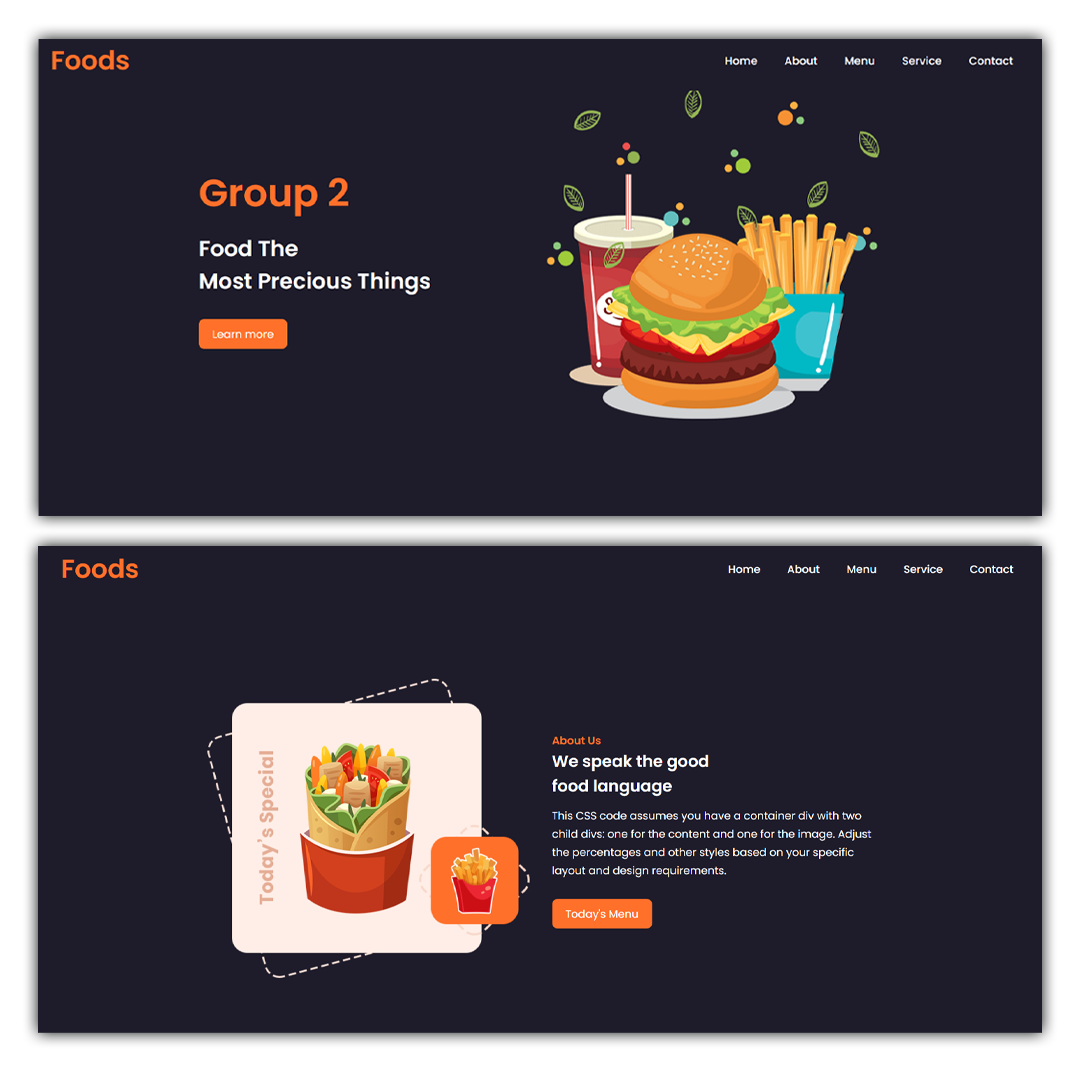 Foods
Home About Menu Service Contact
Group 2
Food The
Most Precious Things
Learn more
Foods
Home About Menu Service Contact
Today's Special
About Us
We speak the good
food language
This CSS code assumes you have a container div with two
child divs: one for the content and one for the image. Adjust
the percentages and other styles based on your specific
layout and design requirements.
Today's Menu